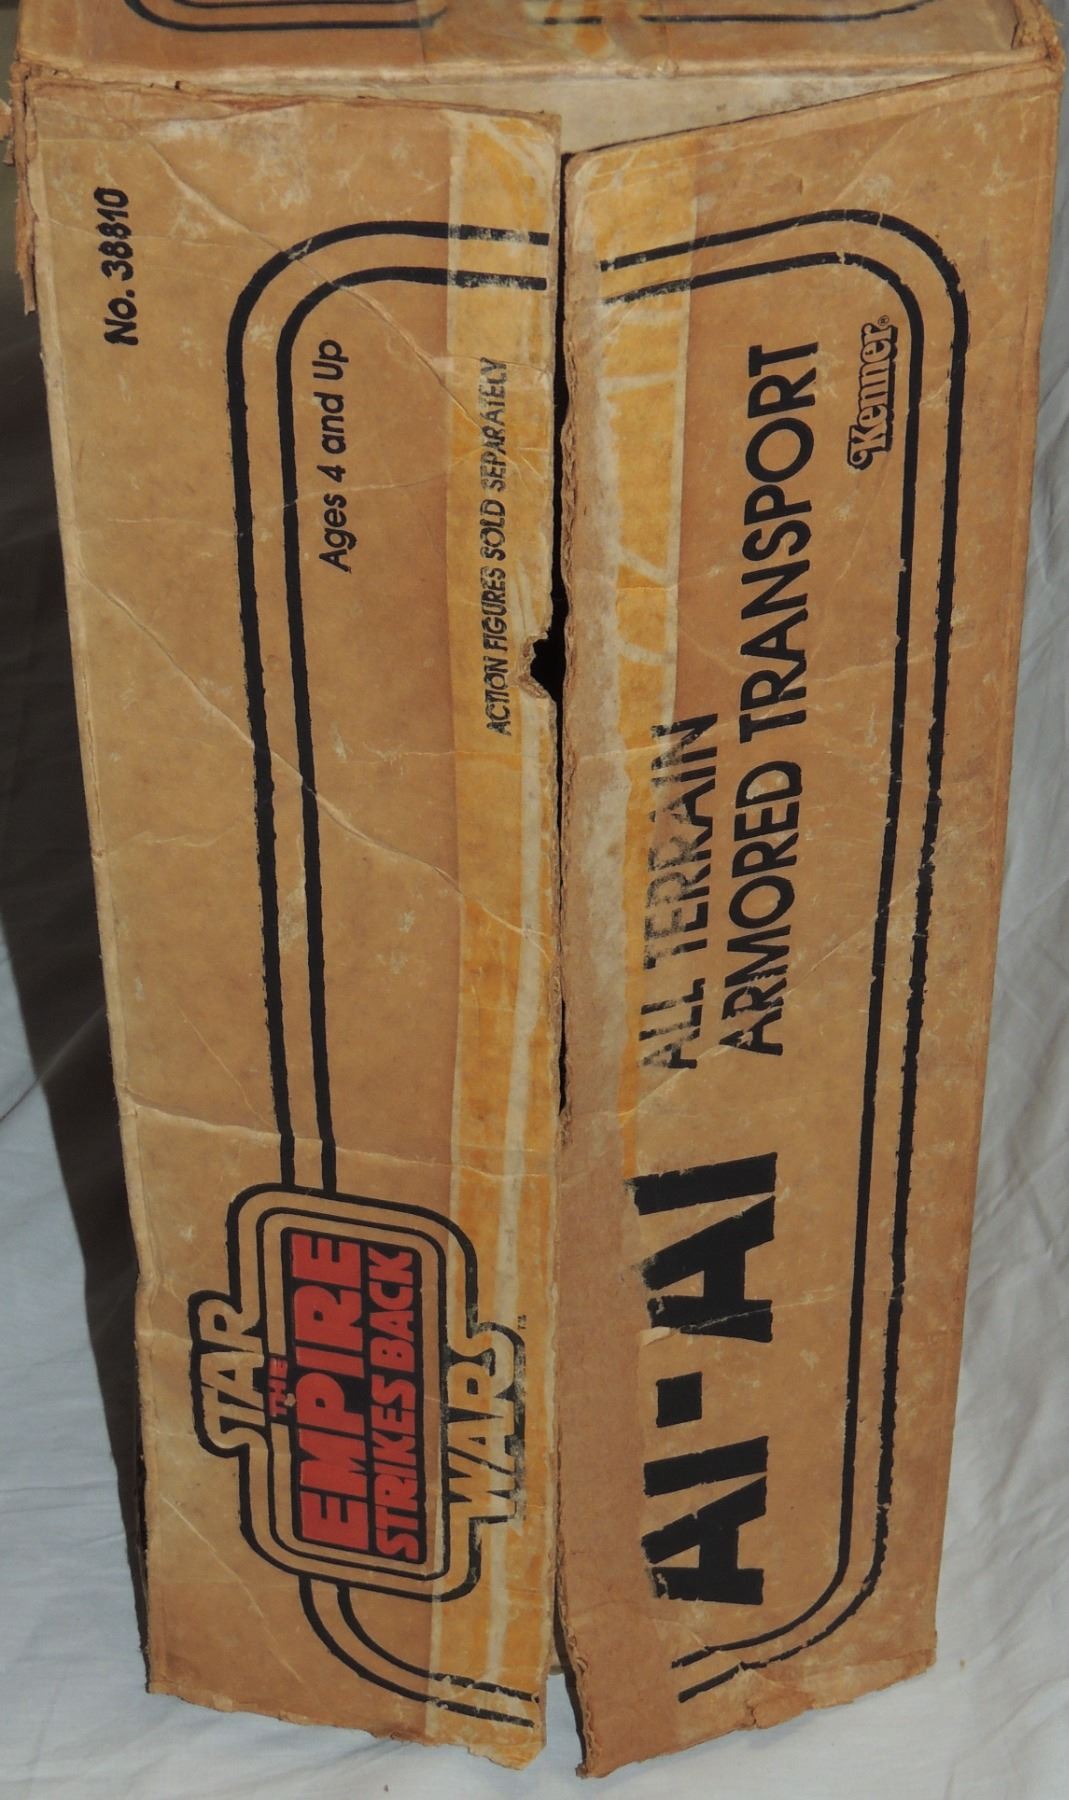 No. 38810
Ages 4 and Up
ACTION FIGURES SOLD SEPARATELY
STAR
THE
EMPIRE
STRIKES BACK
WARS
™
AT-AT
ALL TERRAIN
ARMORED TRANSPORT
Kenner®